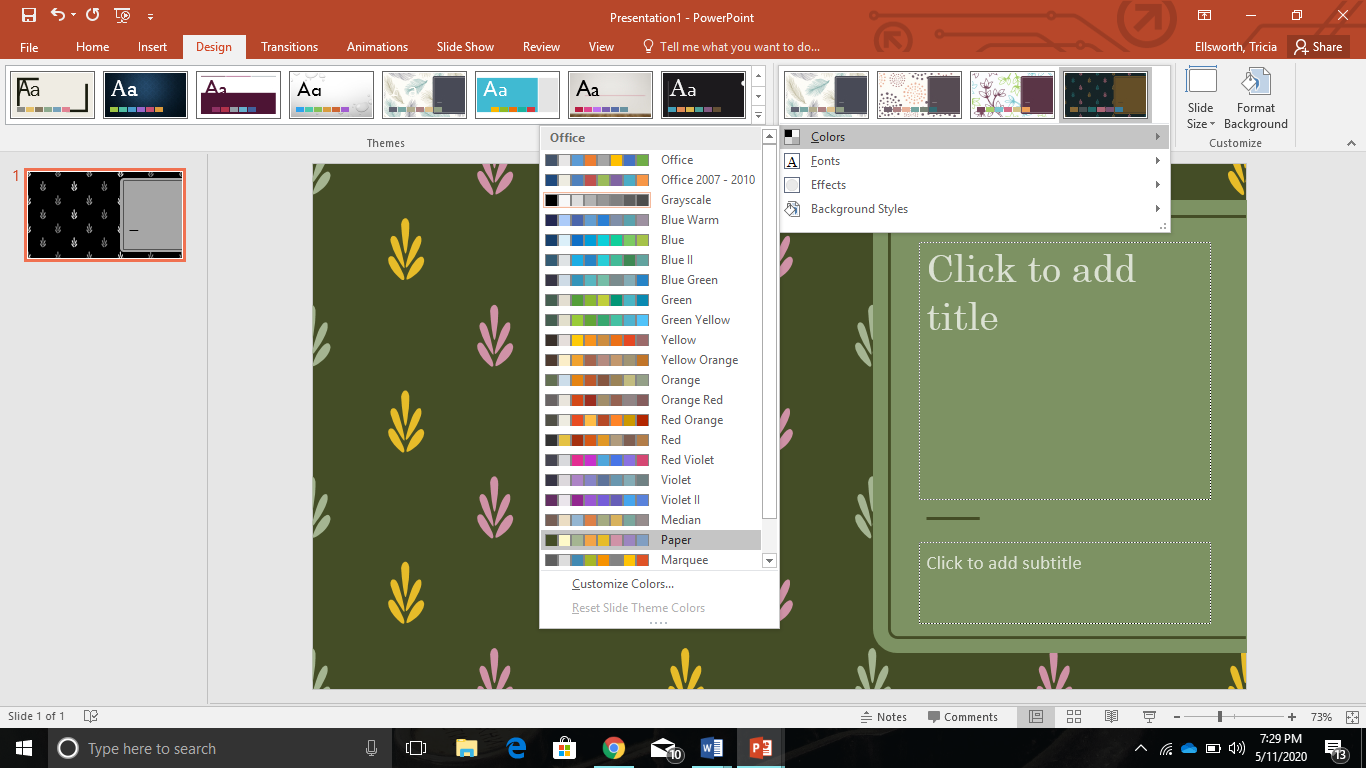 Presentation1 - PowerPoint
File Home Insert Design Transitions Animations Slide Show Review View Tell me what you want to do... Ellsworth, Tricia Share
Aa Aa Aa Aa Aa Aa Aa Aa
Slide Size
Format Background
Themes
Customize
Colors
Fonts
Effects
Background Styles
Office
Office
Office 2007 - 2010
Grayscale
Blue Warm
Blue
Blue II
Blue Green
Green
Green Yellow
Yellow
Yellow Orange
Orange
Orange Red
Red Orange
Red
Red Violet
Violet
Violet II
Median
Paper
Marquee
Customize Colors...
Reset Slide Theme Colors
1
Click to add
title
Click to add subtitle
Slide 1 of 1 Notes Comments 73%
Type here to search 10 7:29 PM
5/11/2020 13